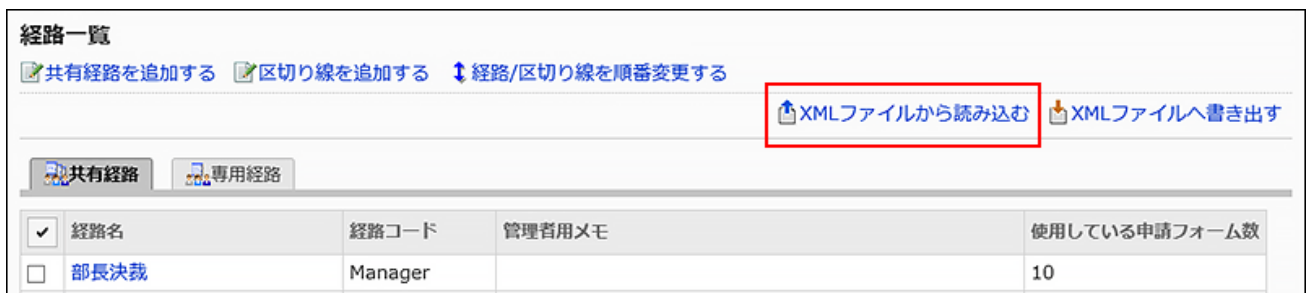 経路一覧
共有経路を追加する 区切り線を追加する 経路/区切り線を順番変更する
XMLファイルから読み込む XMLファイルへ書き出す
共有経路 専用経路
経路名 経路コード 管理者用メモ 使用している申請フォーム数
部長決裁 Manager 10